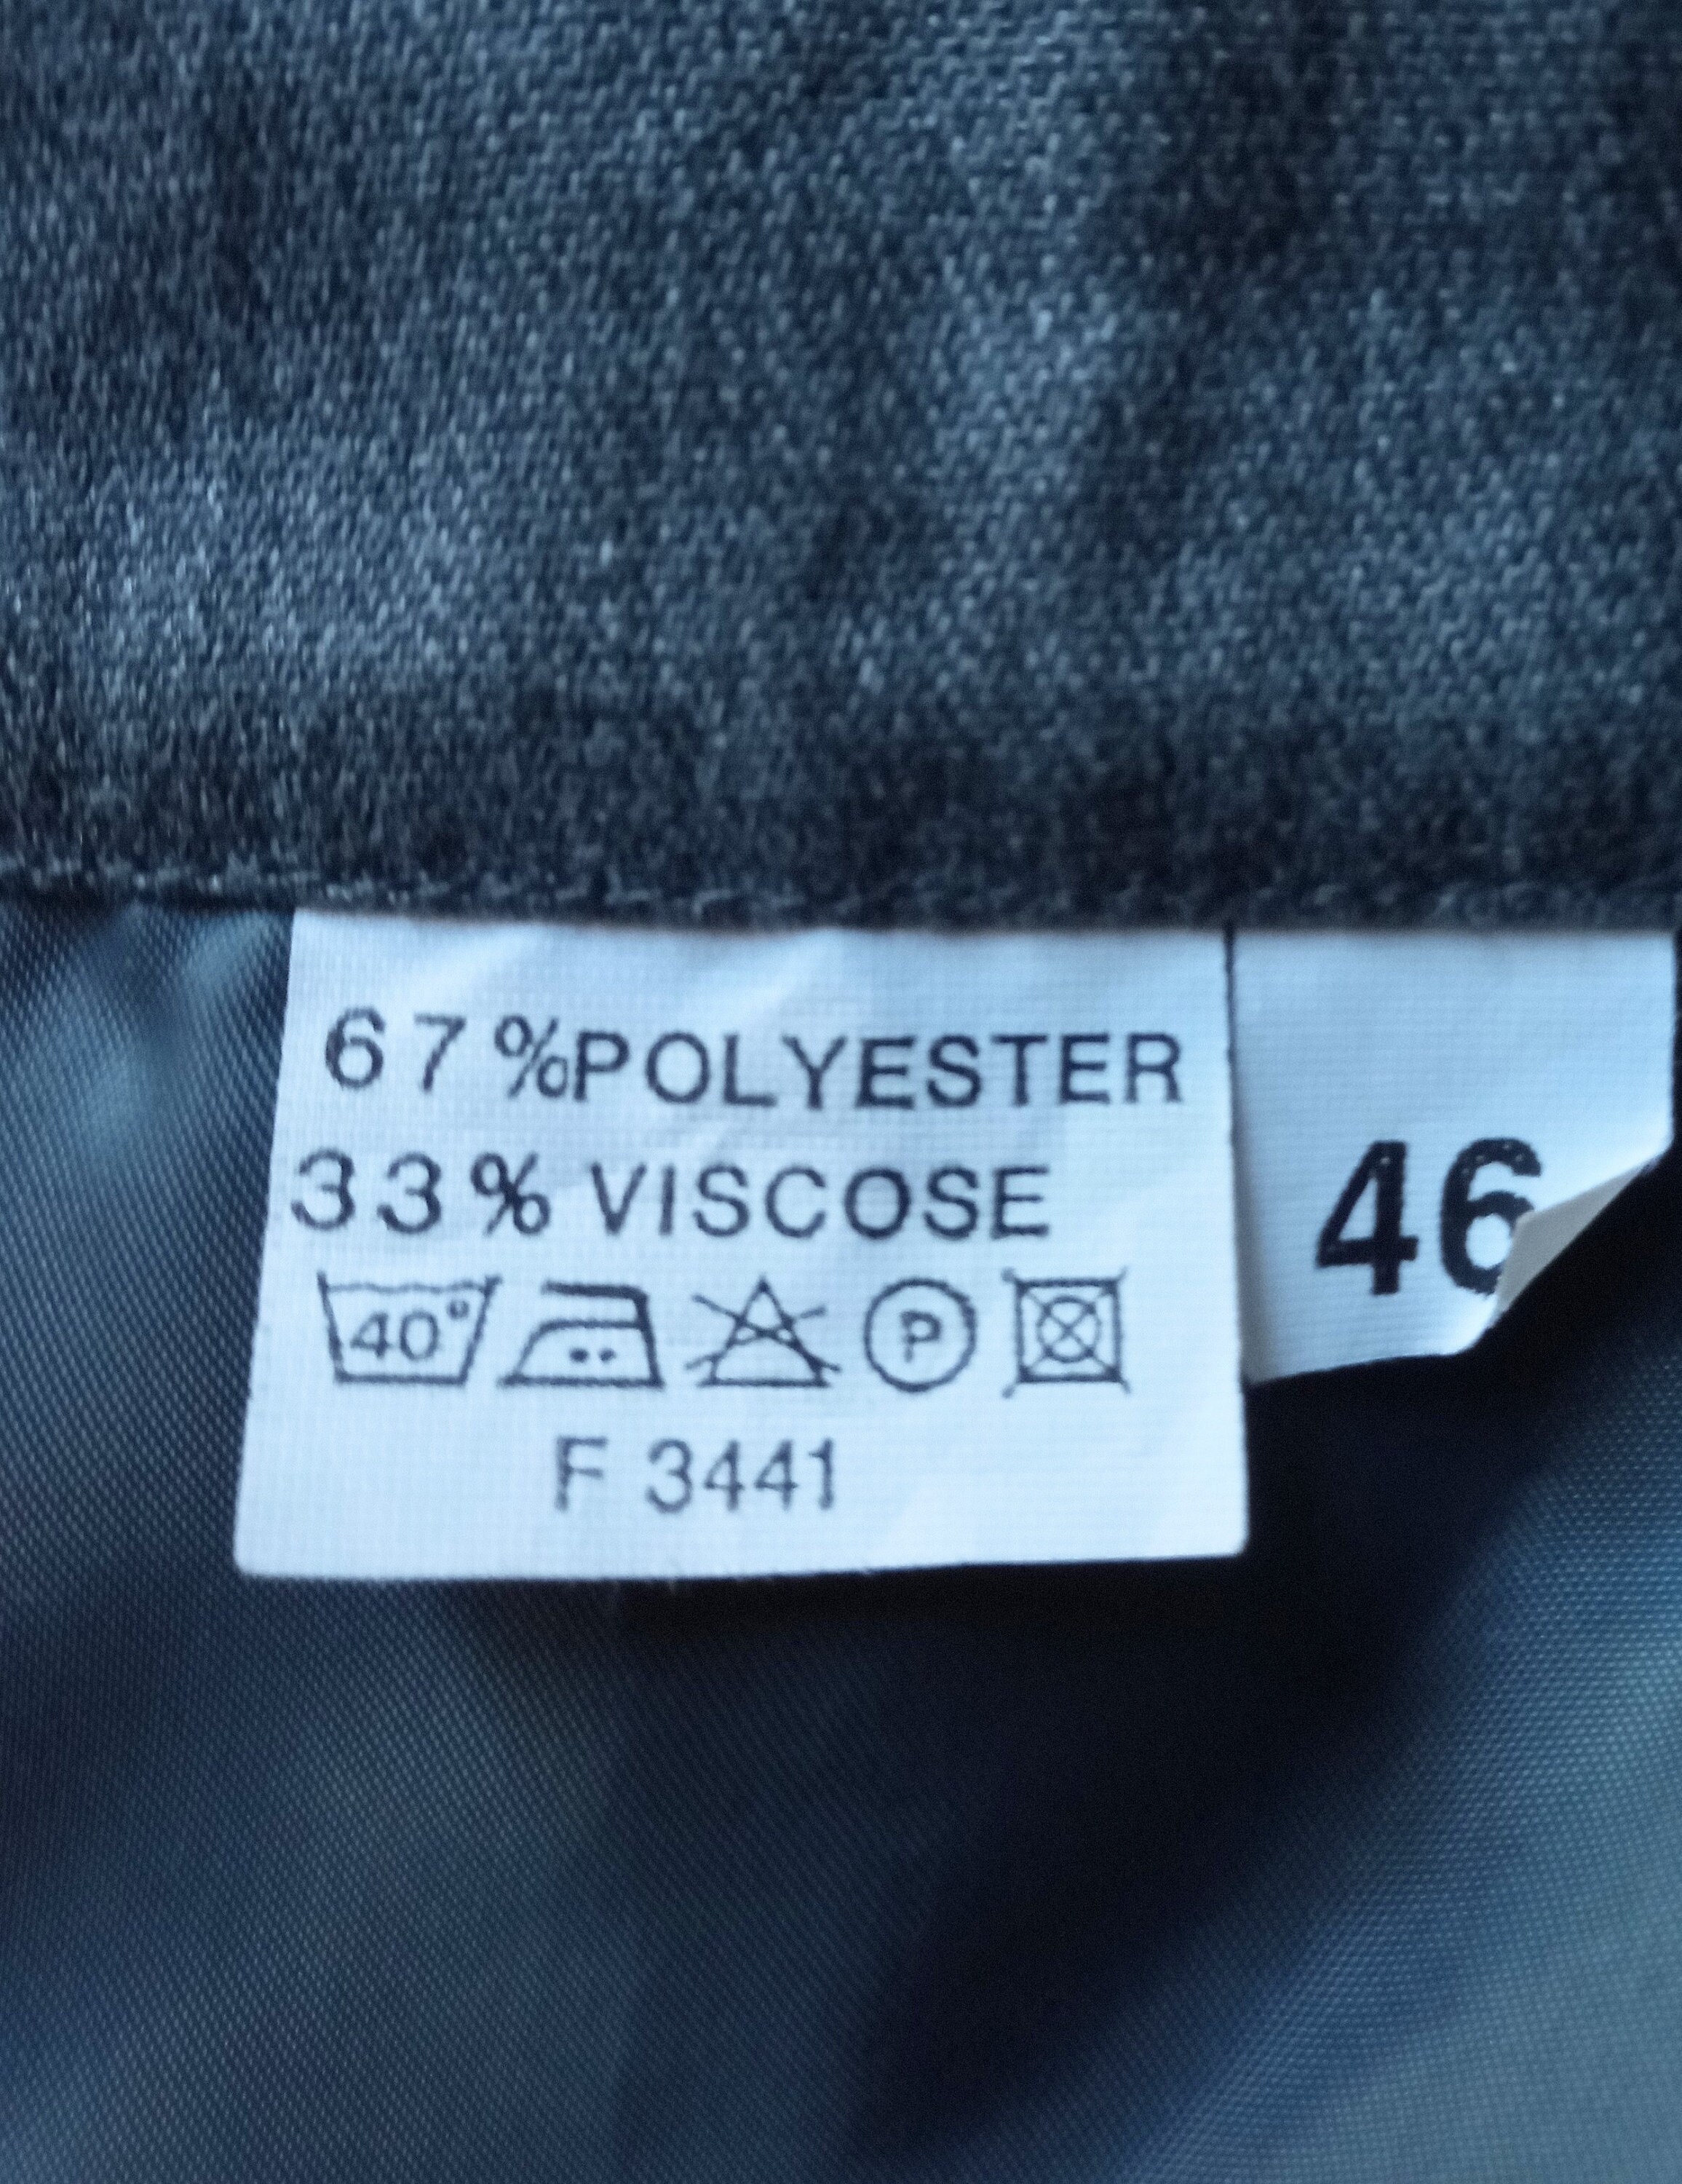 67%POLYESTER
33% VISCOSE
40°
P
F 3441
46